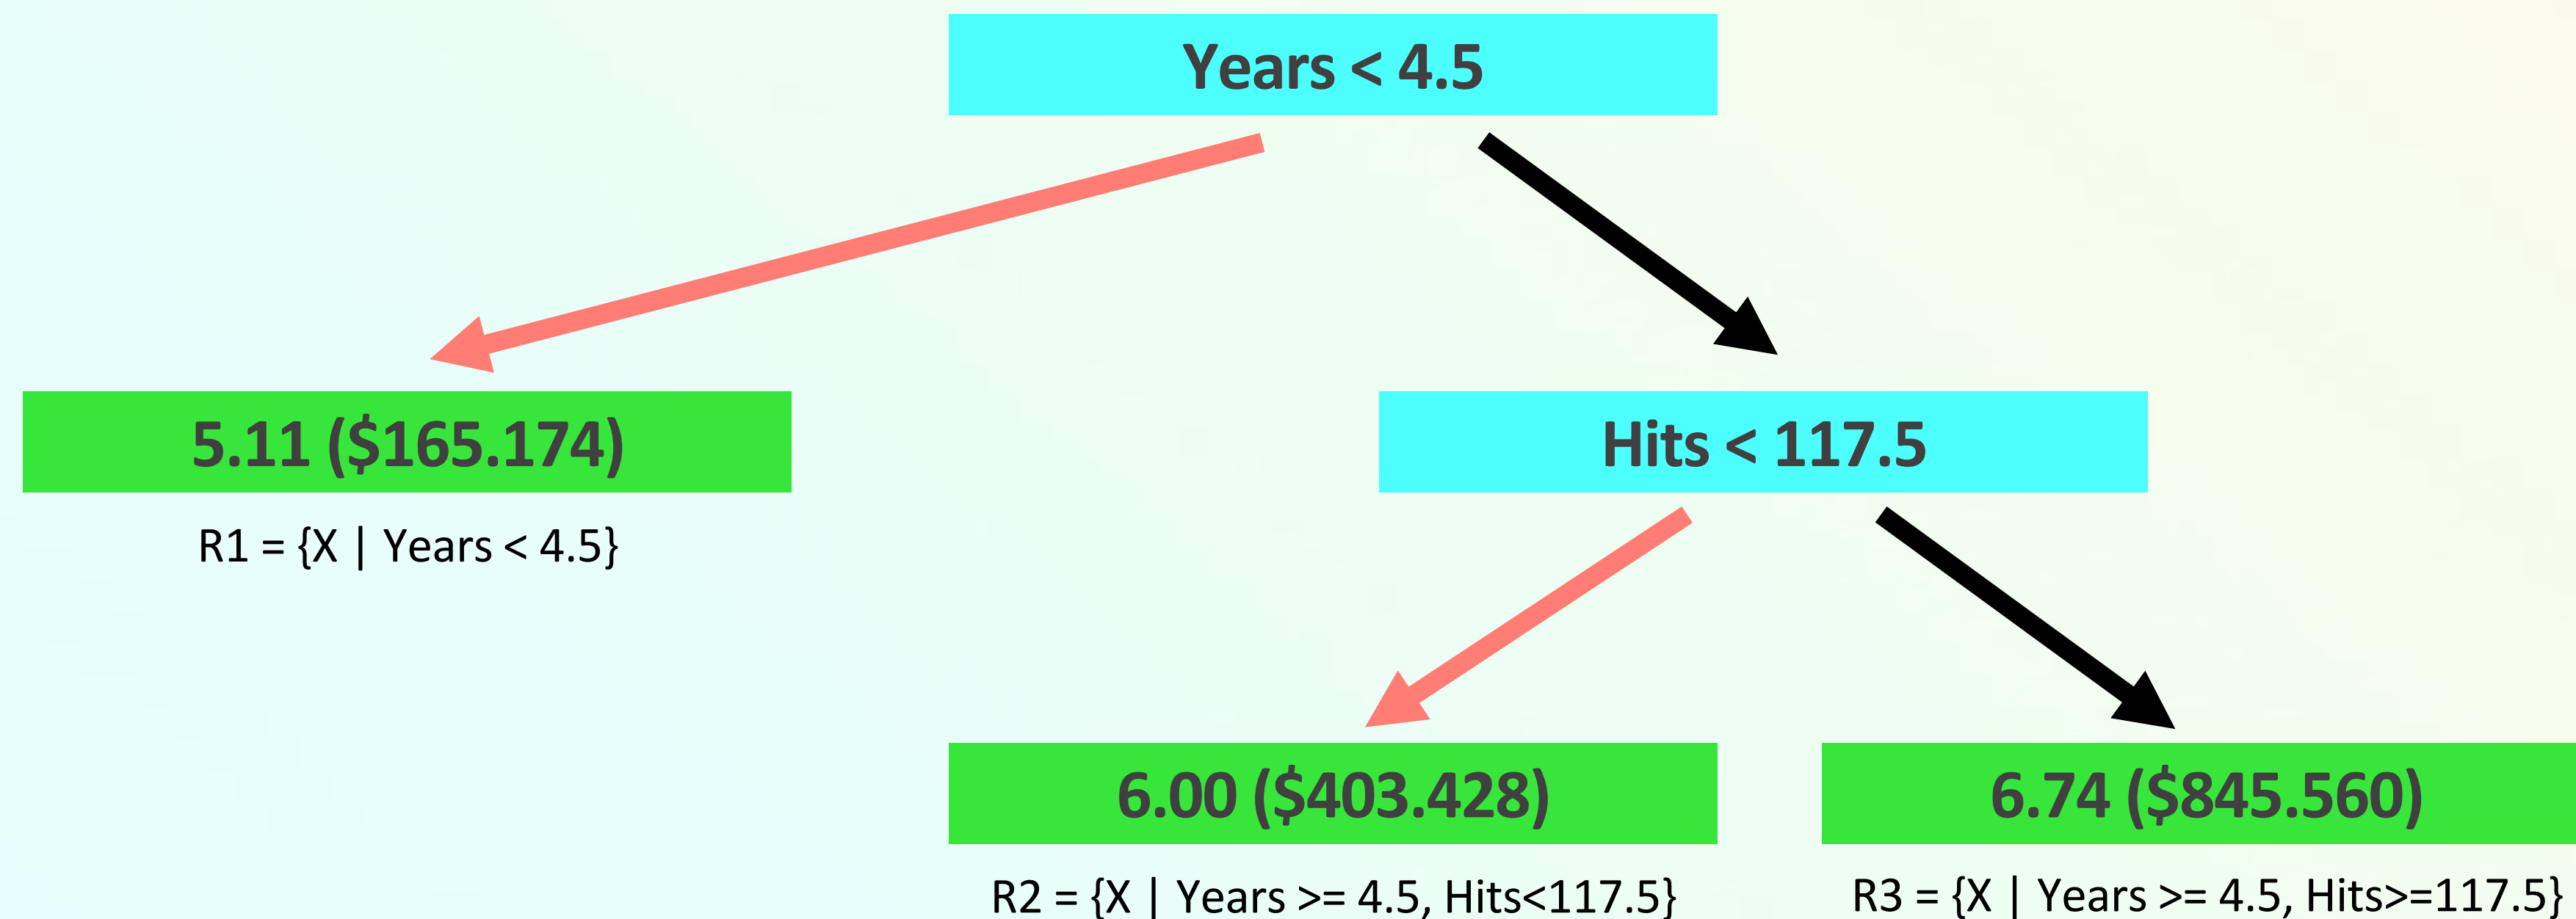 Years < 4.5
5.11 ($165.174)
Hits < 117.5
R1 = {X | Years < 4.5}
6.00 ($403.428)
6.74 ($845.560)
R2 = {X | Years >= 4.5, Hits<117.5}
R3 = {X | Years >= 4.5, Hits>=117.5}